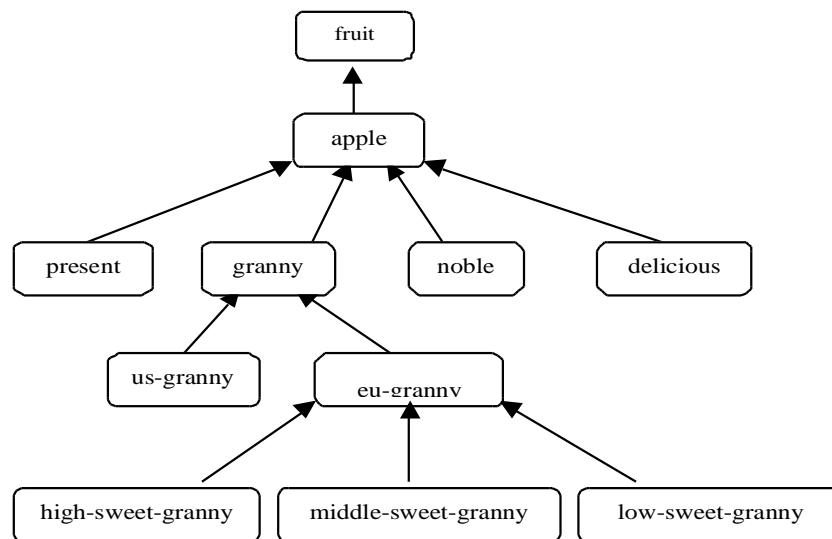 fruit
apple
present
granny
noble
delicious
us-granny
eu-granny
high-sweet-granny
middle-sweet-granny
low-sweet-granny